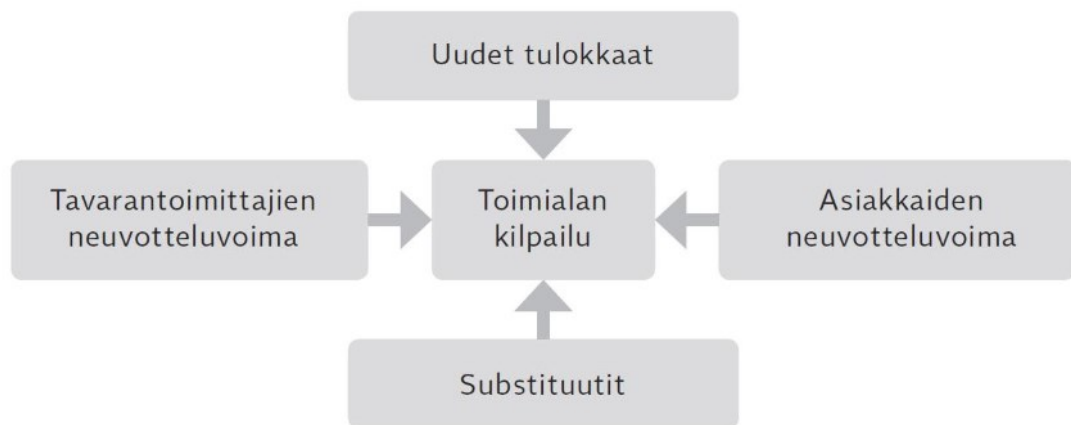 Uudet tulokkaat
Tavarantoimittajien
neuvotteluvoima
Toimialan
kilpailu
Asiakkaiden
neuvotteluvoima
Substituutit